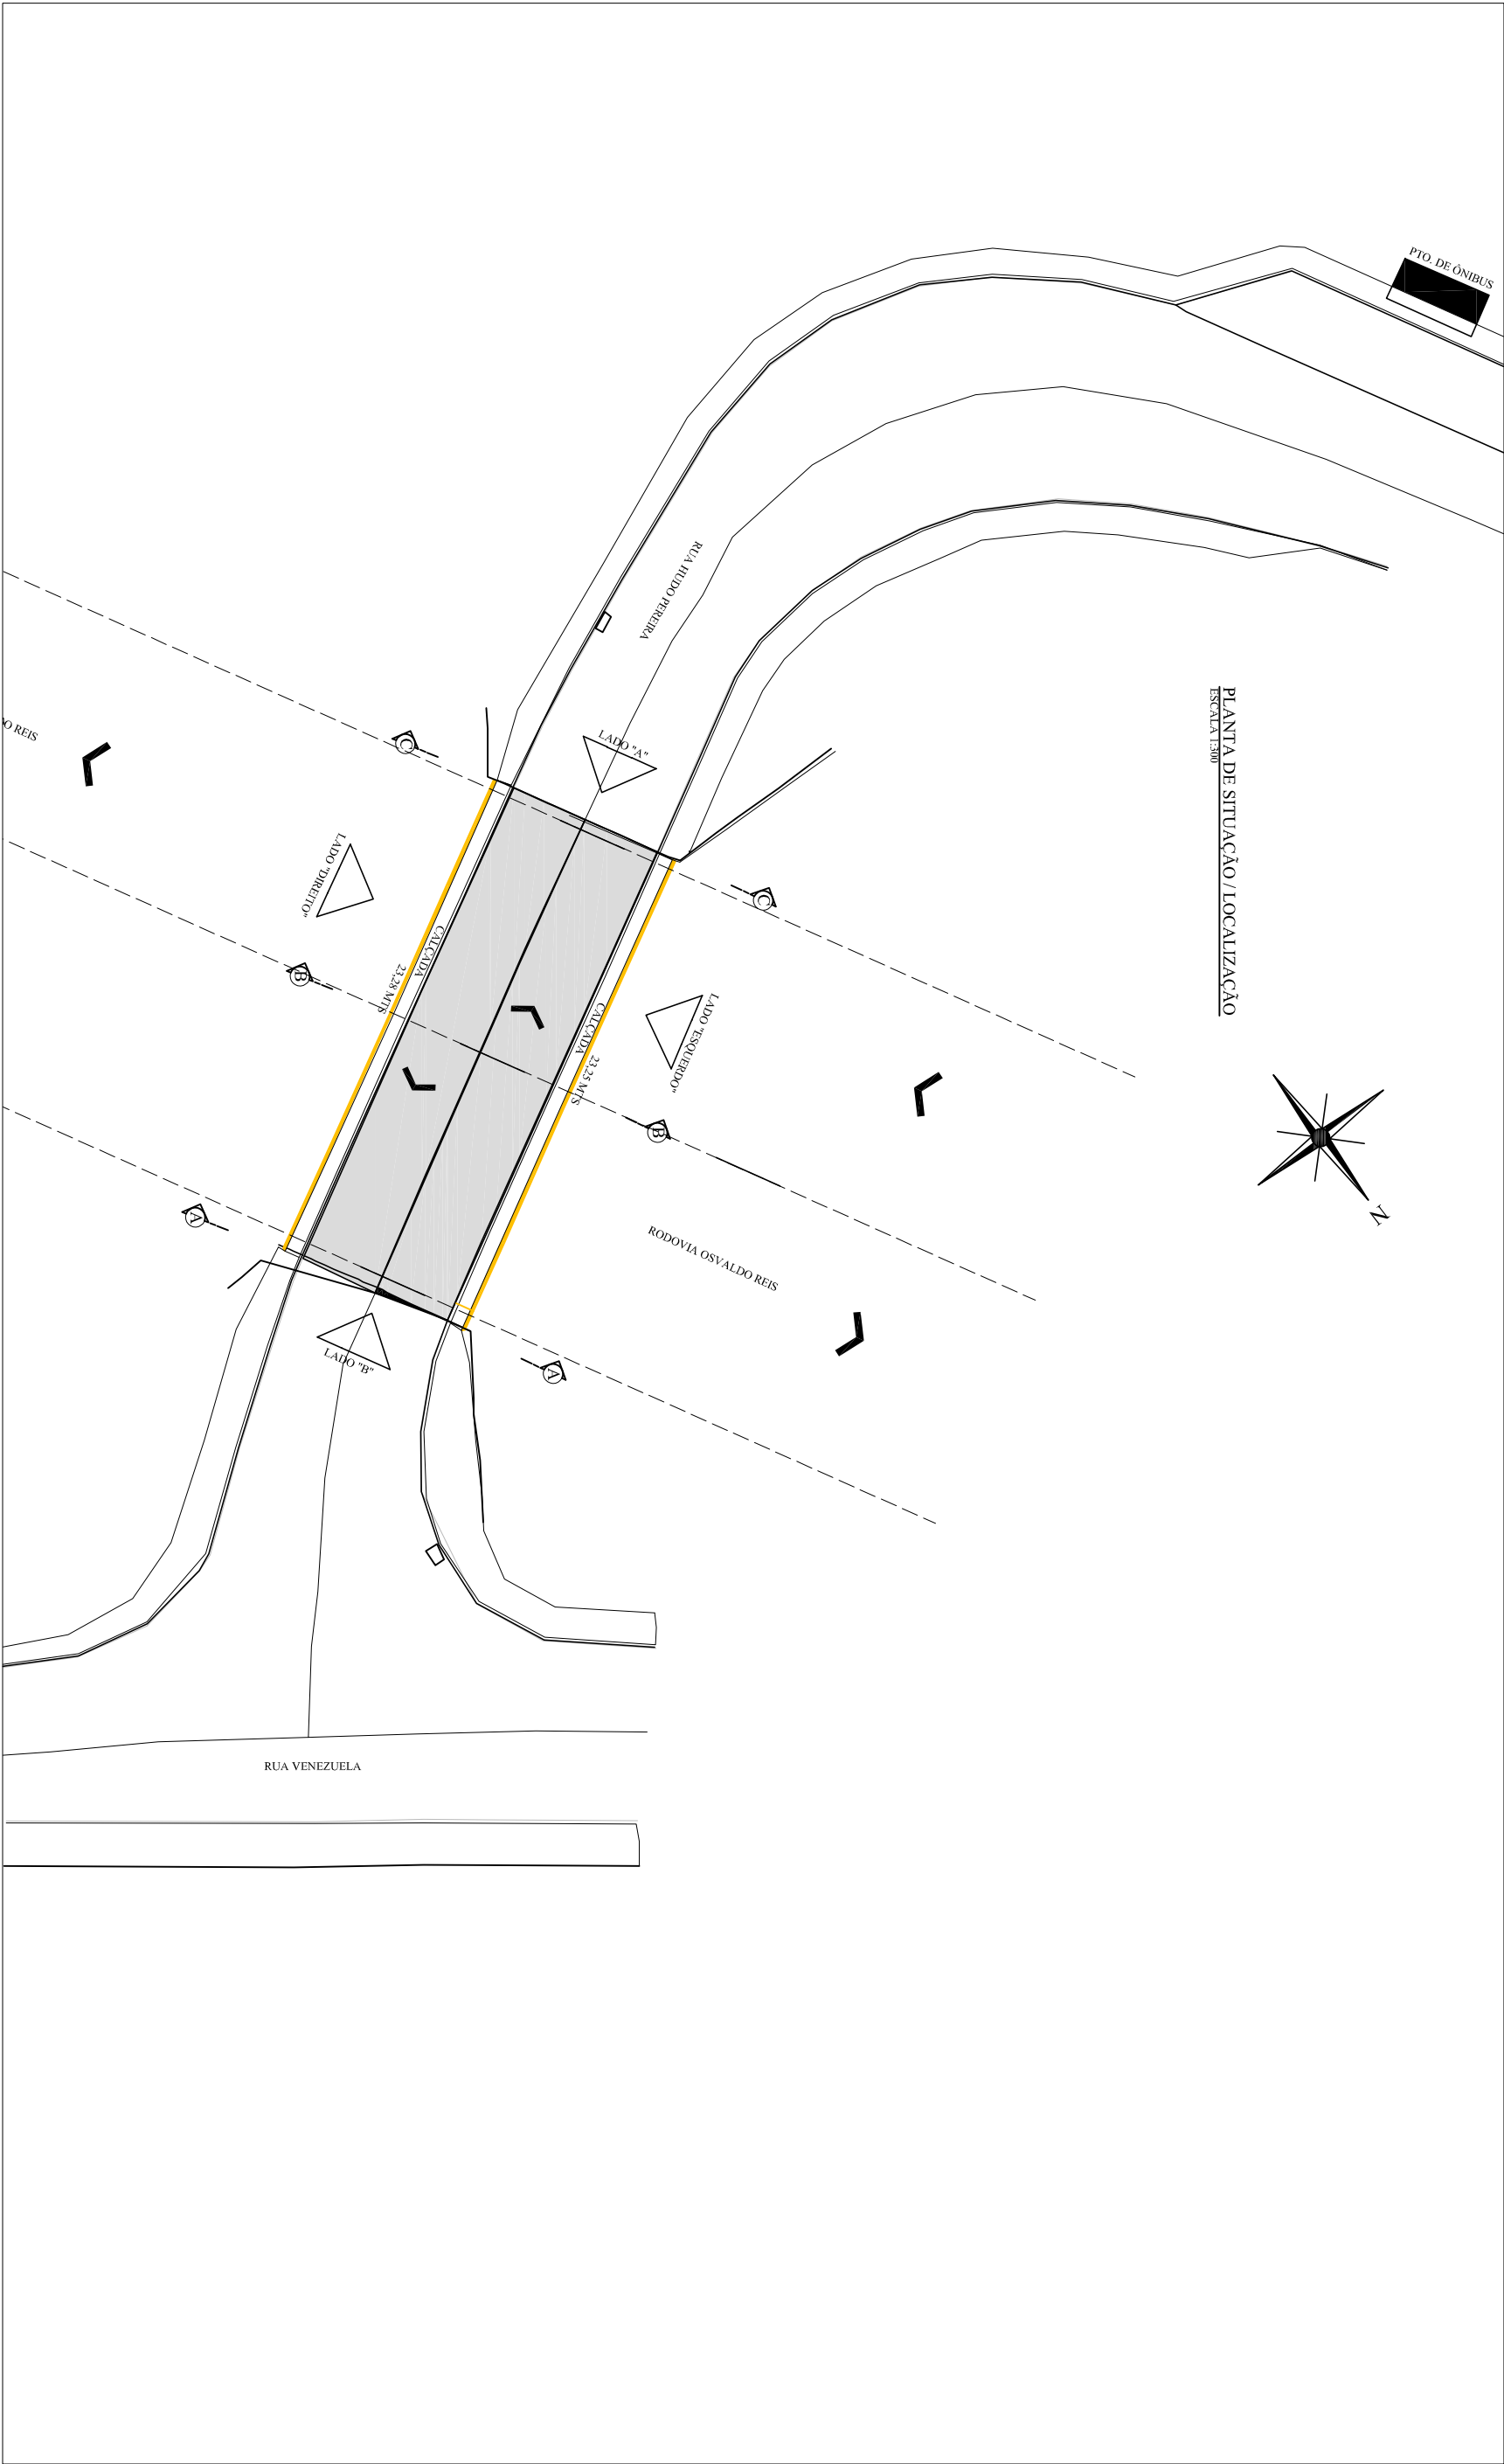 PTO. DE ÔNIBUS
RUA HUDO PEREIRA
PLANTA DE SITUAÇÃO / LOCALIZAÇÃO
ESCALA 1:300
REIS
C
LADO "A"
LADO "DIREITO"
C
CALÇADA
23,28 MTS
B
CALÇADA
23,25 MTS
LADO "ESQUERDO"
B
N
A
RODOVIA OSVALDO REIS
LADO "B"
A
RUA VENEZUELA